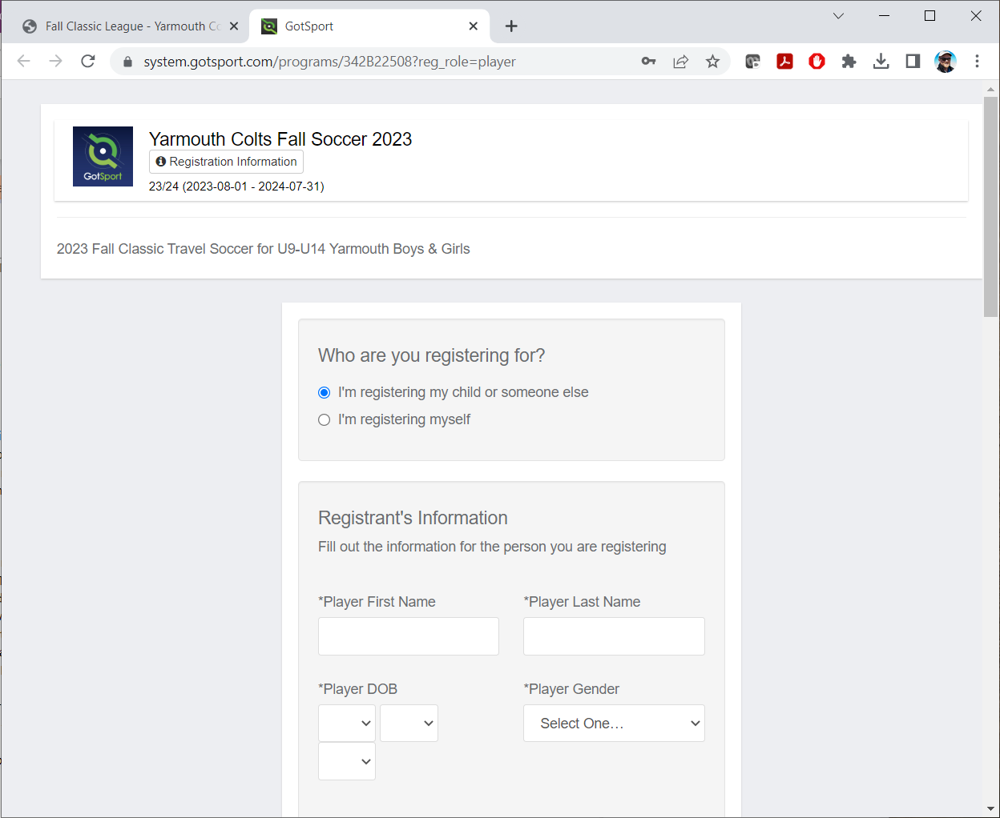 Fall Classic League - Yarmouth Co
GotSport
system.gotsport.com/programs/342B22508?reg_role=player
GotSport
Yarmouth Colts Fall Soccer 2023
Registration Information
23/24 (2023-08-01 - 2024-07-31)
2023 Fall Classic Travel Soccer for U9-U14 Yarmouth Boys & Girls
Who are you registering for?
I'm registering my child or someone else
I'm registering myself
Registrant's Information
Fill out the information for the person you are registering
*Player First Name
*Player Last Name
*Player DOB
*Player Gender
Select One…